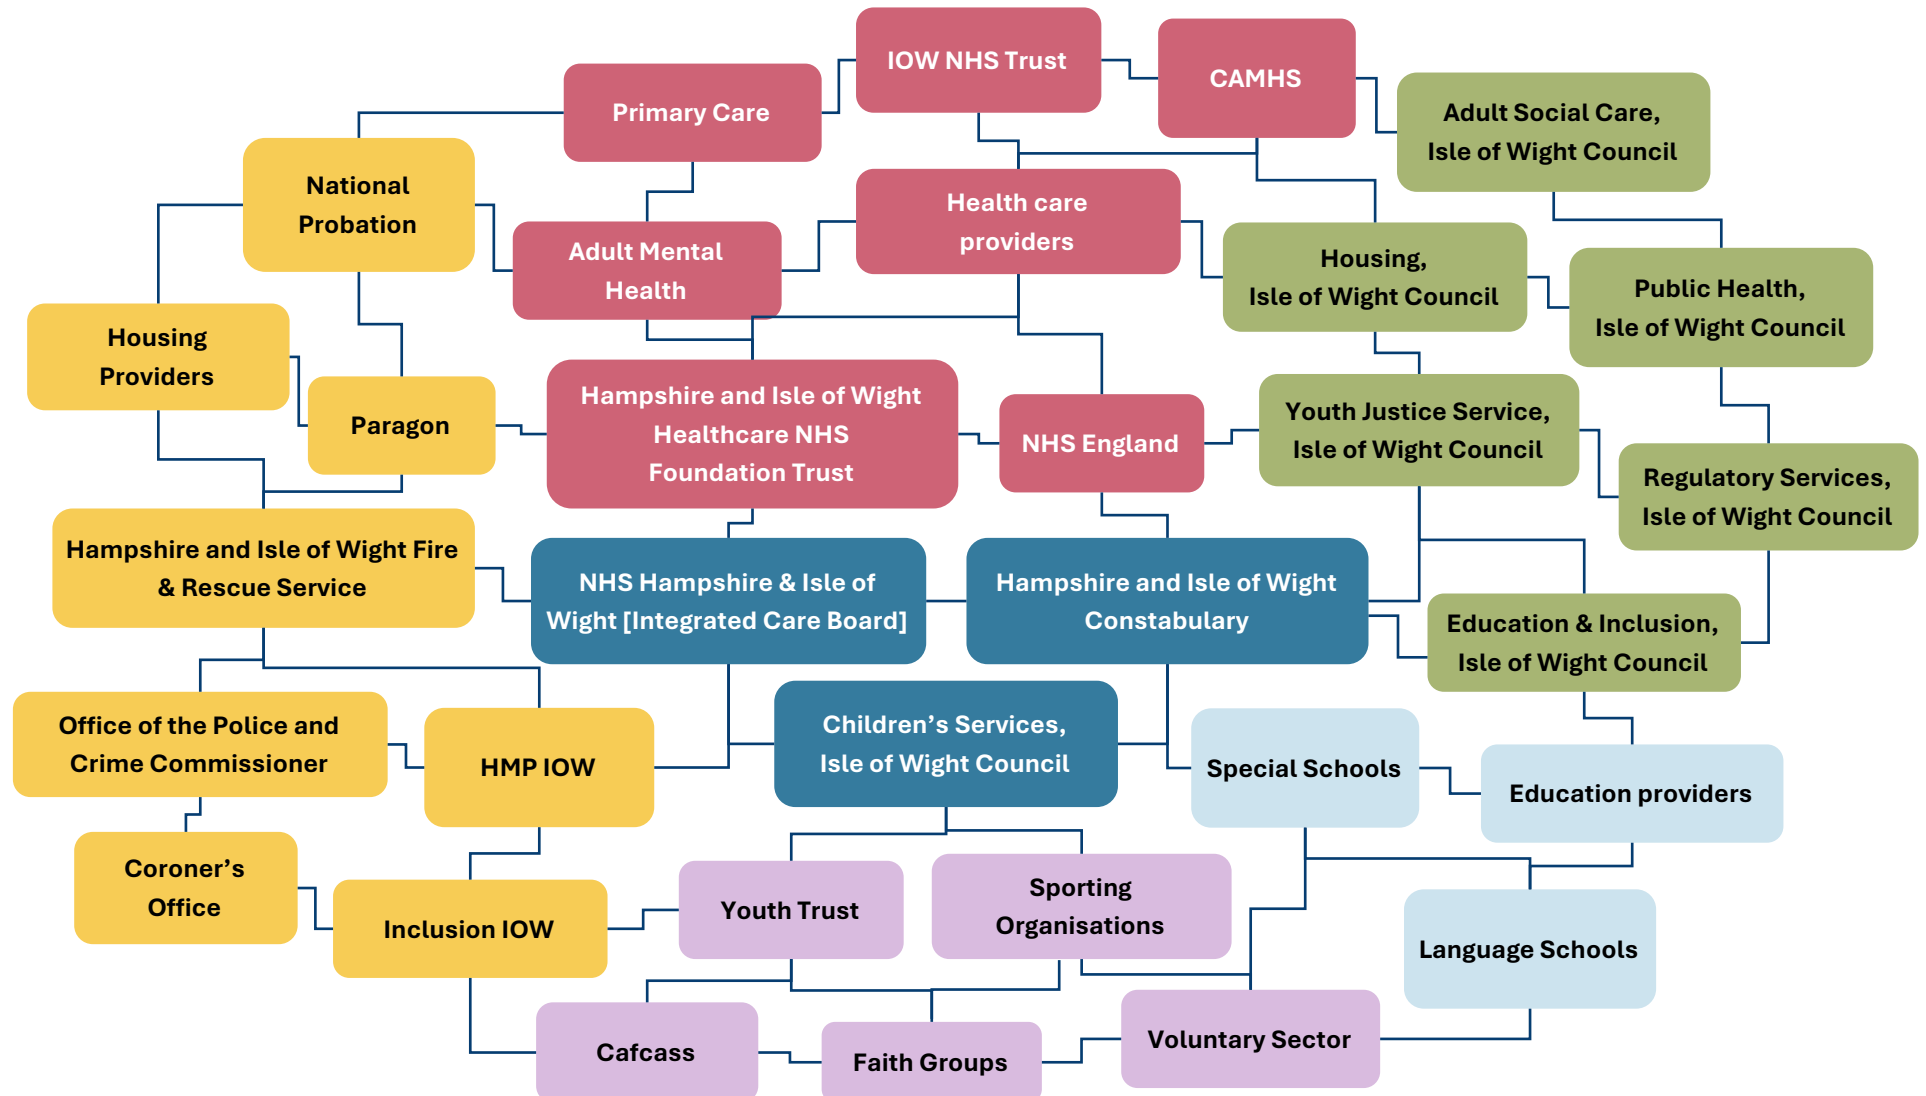 IOW NHS Trust
CAMHS
Primary Care
Adult Social Care,
Isle of Wight Council
National
Probation
Health care
providers
Adult Mental
Health
Housing,
Isle of Wight Council
Public Health,
Isle of Wight Council
Housing
Providers
Paragon
Hampshire and Isle of Wight
Healthcare NHS
Foundation Trust
NHS England
Youth Justice Service,
Isle of Wight Council
Regulatory Services,
Isle of Wight Council
Hampshire and Isle of Wight Fire
& Rescue Service
NHS Hampshire & Isle of
Wight [Integrated Care Board]
Hampshire and Isle of Wight
Constabulary
Education & Inclusion,
Isle of Wight Council
Office of the Police and
Crime Commissioner
HMP IOW
Children’s Services,
Isle of Wight Council
Special Schools
Education providers
Coroner’s
Office
Inclusion IOW
Youth Trust
Sporting
Organisations
Language Schools
Cafcass
Faith Groups
Voluntary Sector